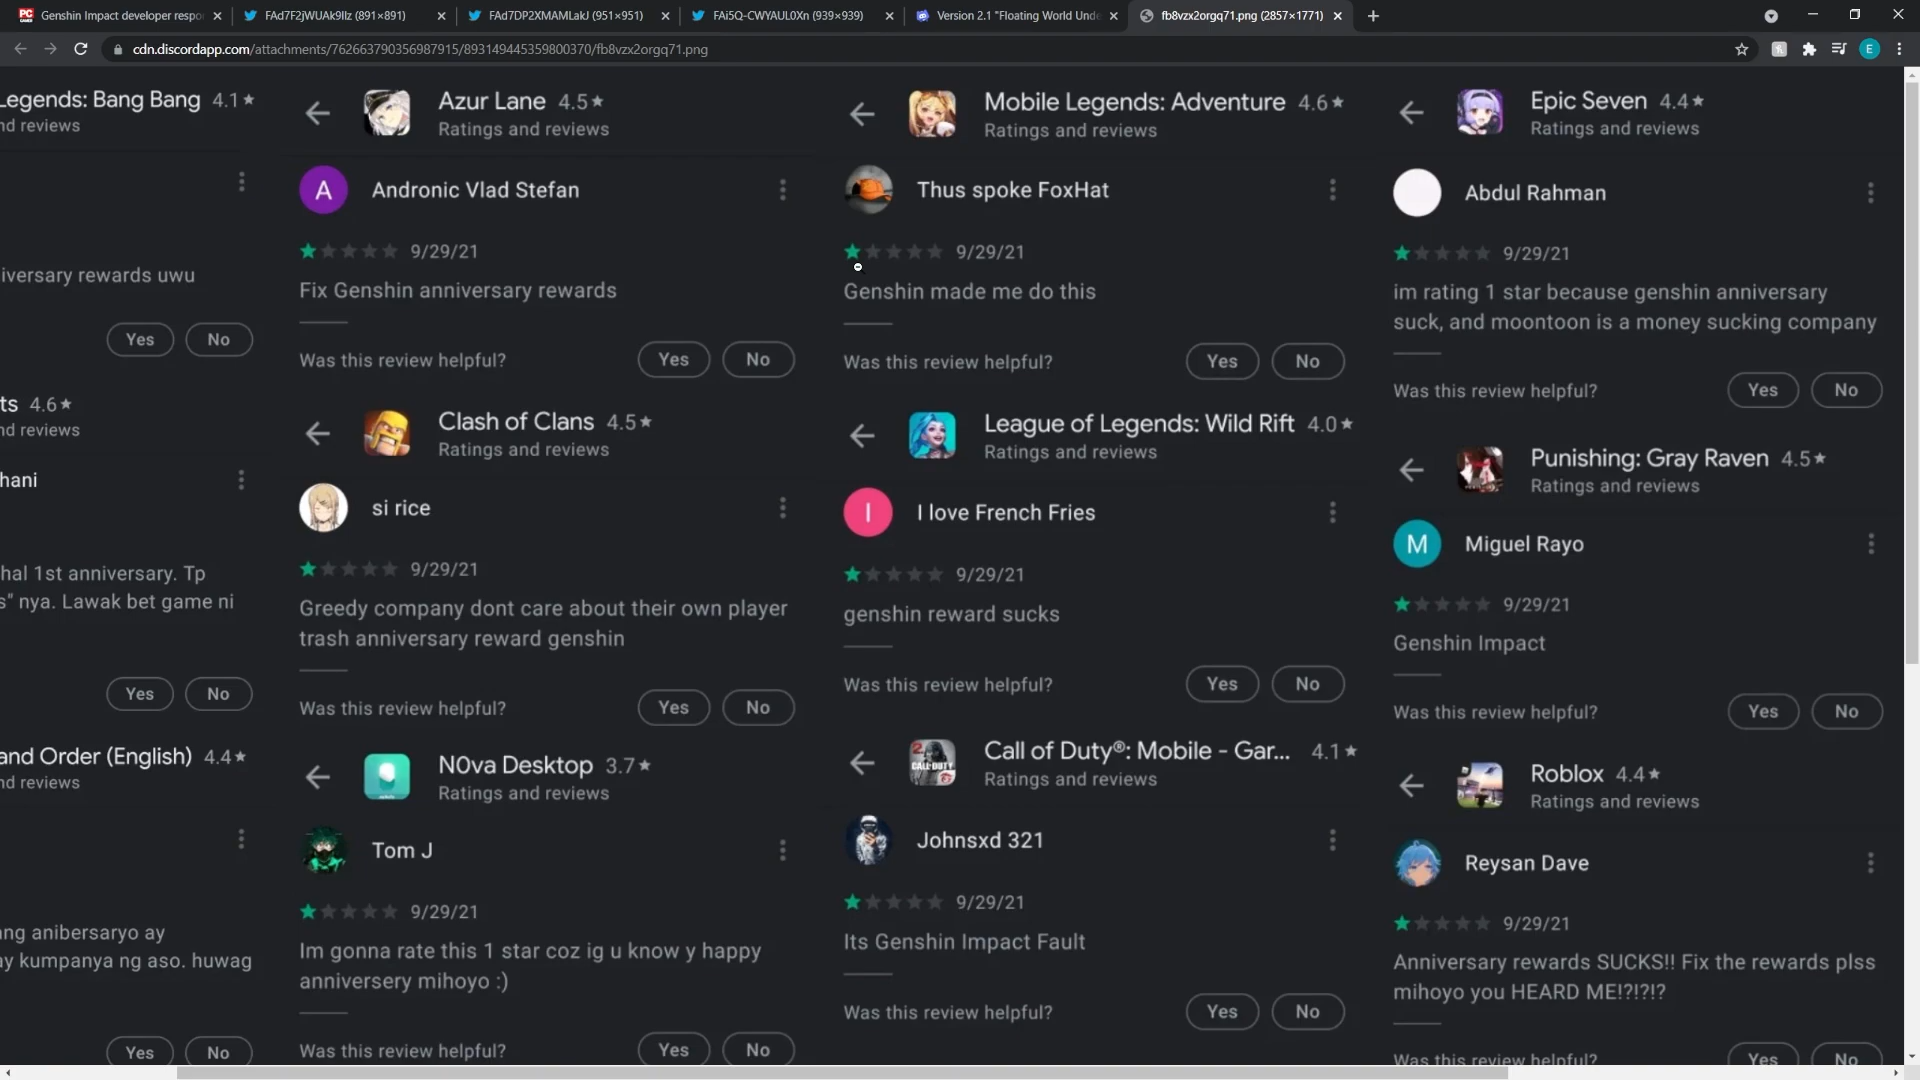 Genshin Impact developer respo
FAd7F2jWUAk9lIz (891×891)
FAd7DP2XMAMLakJ (951×951)
FAi5Q-CWYAUL0Xn (939×939)
Version 2.1 "Floating World Unde
fb8vzx2orgq71.png (2857×1771)
cdn.discordapp.com/attachments/762663790356987915/893149445359800370/fb8vzx2orgq71.png
E
Legends: Bang Bang 4.1★
nd reviews
iversary rewards uwu
Yes No
ts 4.6★
nd reviews
hani
hal 1st anniversary. Tp
s" nya. Lawak bet game ni
Yes No
and Order (English) 4.4★
nd reviews
ng anibersaryo ay
ay kumpanya ng aso. huwag
Yes No
Azur Lane 4.5★
Ratings and reviews
A
Andronic Vlad Stefan
9/29/21
Fix Genshin anniversary rewards
Was this review helpful? Yes No
Clash of Clans 4.5★
Ratings and reviews
si rice
9/29/21
Greedy company dont care about their own player
trash anniversary reward genshin
Was this review helpful? Yes No
N0va Desktop 3.7★
Ratings and reviews
Tom J
9/29/21
Im gonna rate this 1 star coz ig u know y happy
anniversery mihoyo :)
Was this review helpful? Yes No
Mobile Legends: Adventure 4.6★
Ratings and reviews
Thus spoke FoxHat
9/29/21
Genshin made me do this
Was this review helpful? Yes No
League of Legends: Wild Rift 4.0★
Ratings and reviews
I
I love French Fries
9/29/21
genshin reward sucks
Was this review helpful? Yes No
Call of Duty®: Mobile - Gar... 4.1★
Ratings and reviews
Johnsxd 321
9/29/21
Its Genshin Impact Fault
Was this review helpful? Yes No
Epic Seven 4.4★
Ratings and reviews
Abdul Rahman
9/29/21
im rating 1 star because genshin anniversary
suck, and moontoon is a money sucking company
Was this review helpful? Yes No
Punishing: Gray Raven 4.5★
Ratings and reviews
M
Miguel Rayo
9/29/21
Genshin Impact
Was this review helpful? Yes No
Roblox 4.4★
Ratings and reviews
Reysan Dave
9/29/21
Anniversary rewards SUCKS!! Fix the rewards plss
mihoyo you HEARD ME!?!?!?
Was this review helpful? Yes No